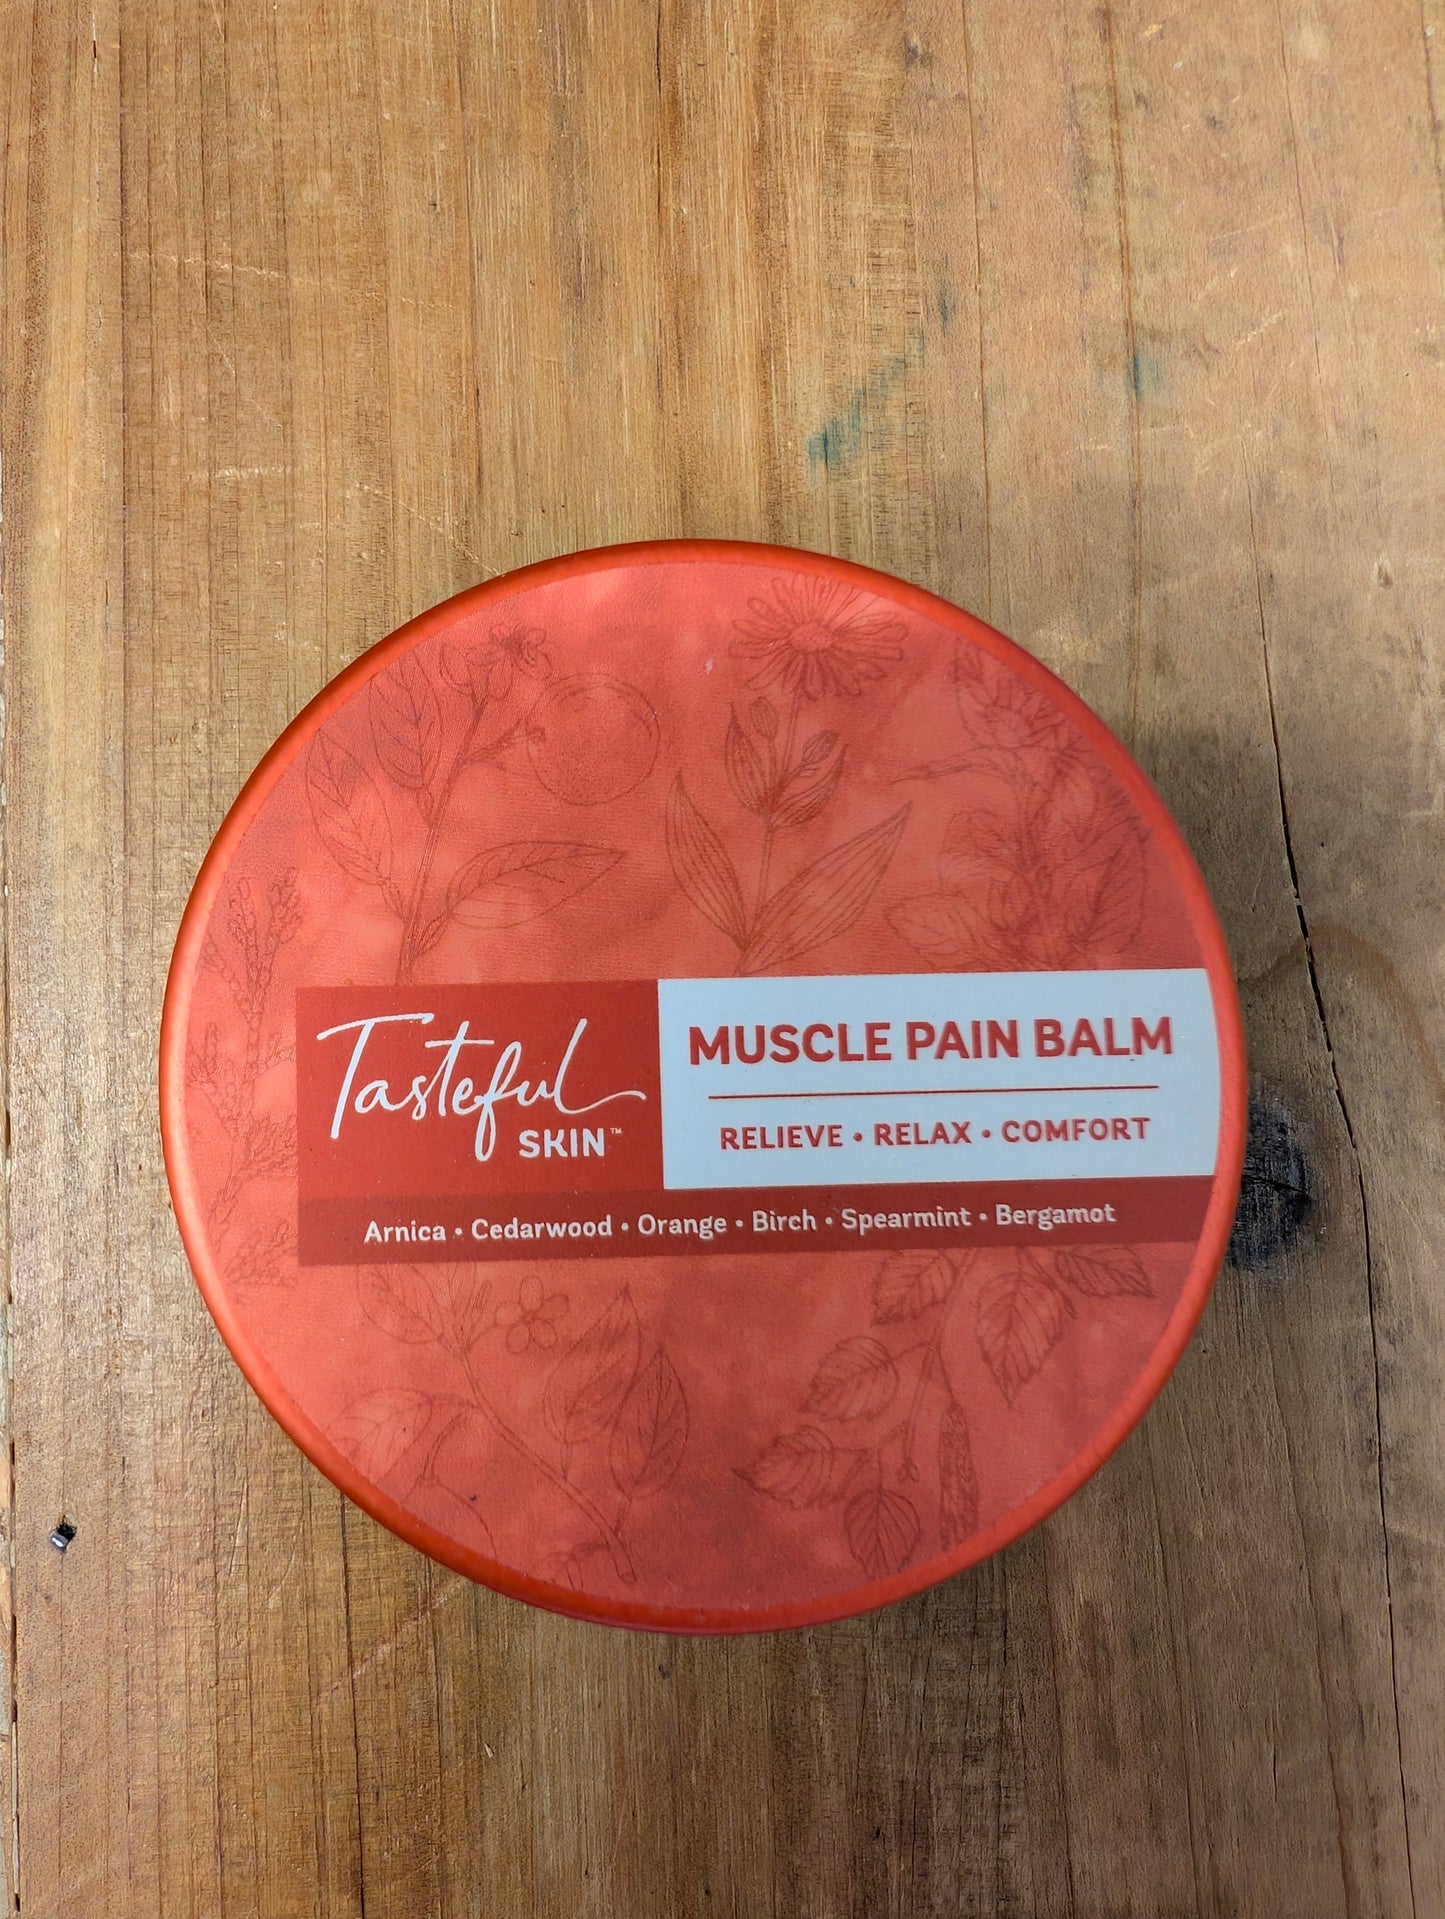 Tasteful
SKIN™
MUSCLE PAIN BALM
RELIEVE • RELAX • COMFORT
Arnica • Cedarwood • Orange • Birch • Spearmint • Bergamot